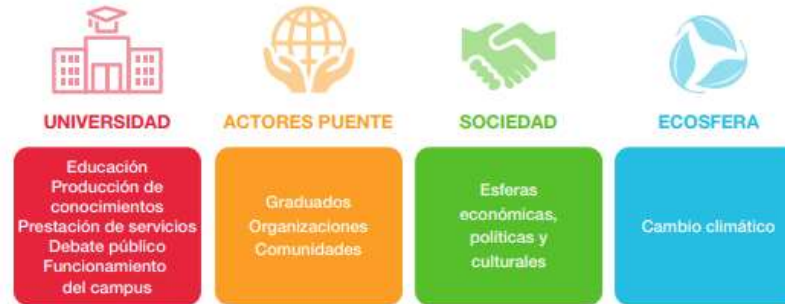 UNIVERSIDAD
Educación
Producción de
conocimientos
Prestación de servicios
Debate público
Funcionamiento
del campus
ACTORES PUENTE
Graduados
Organizaciones
Comunidades
SOCIEDAD
Esferas
económicas,
políticas y
culturales
ECOSFERA
Cambio climático